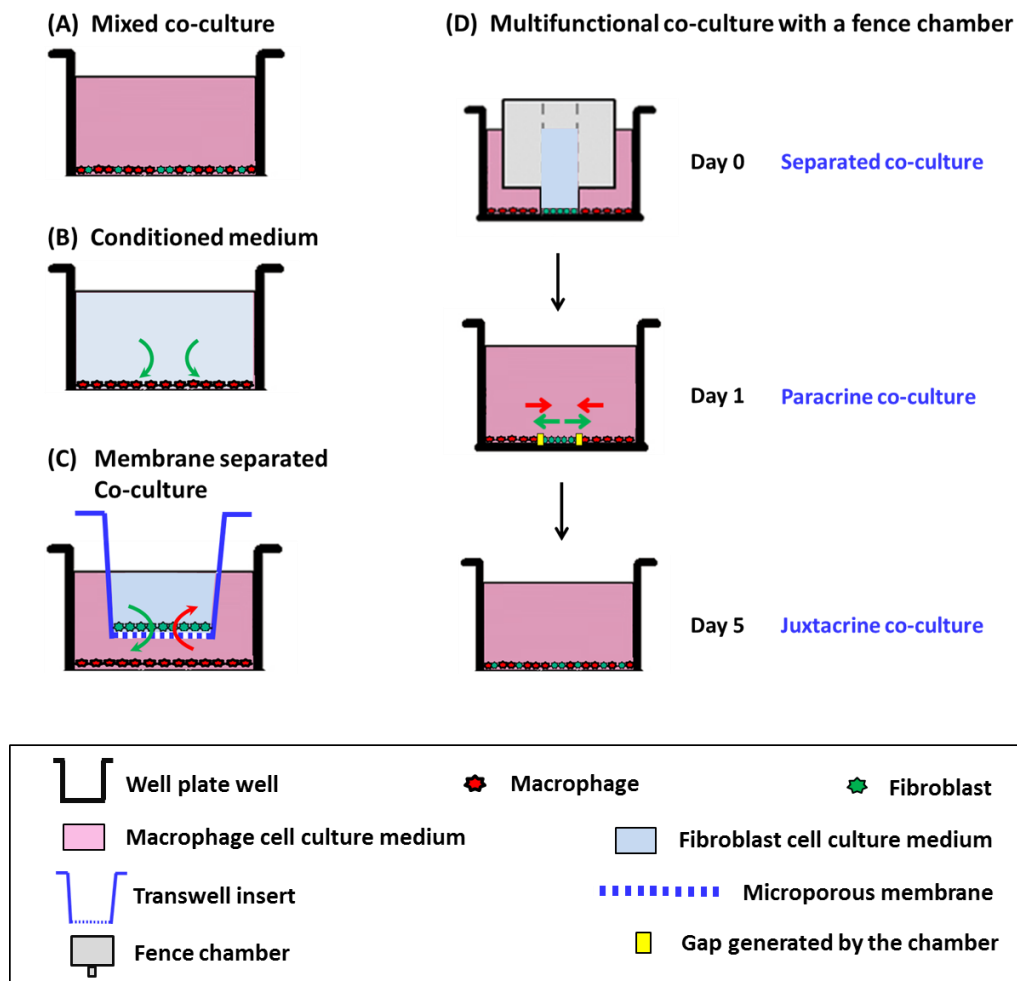 (A) Mixed co-culture
(B) Conditioned medium
(C) Membrane separated
Co-culture
(D) Multifunctional co-culture with a fence chamber
Day 0 Separated co-culture
Day 1 Paracrine co-culture
Day 5 Juxtacrine co-culture
Well plate well
Macrophage
Fibroblast
Macrophage cell culture medium
Fibroblast cell culture medium
Transwell insert
Microporous membrane
Fence chamber
Gap generated by the chamber